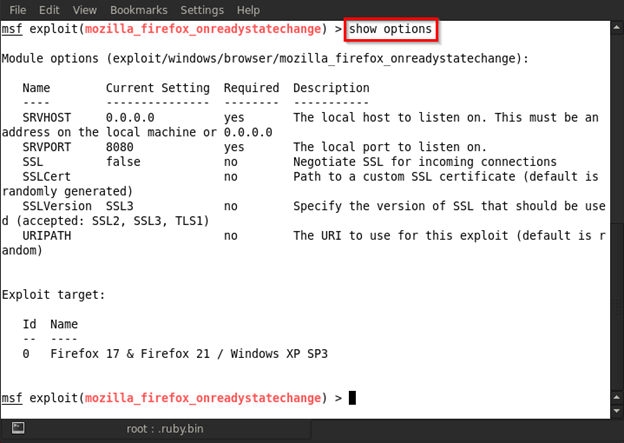 File Edit View Bookmarks Settings Help
msf exploit(mozilla_firefox_onreadystatechange) > show options
Module options (exploit/windows/browser/mozilla_firefox_onreadystatechange):
Name Current Setting Required Description
---- --------------- -------- -----------
SRVHOST 0.0.0.0 yes The local host to listen on. This must be an
address on the local machine or 0.0.0.0
SRVPORT 8080 yes The local port to listen on.
SSL false no Negotiate SSL for incoming connections
SSLCert no Path to a custom SSL certificate (default is
randomly generated)
SSLVersion SSL3 no Specify the version of SSL that should be use
d (accepted: SSL2, SSL3, TLS1)
URIPATH no The URI to use for this exploit (default is r
andom)
Exploit target:
Id Name
-- ----
0 Firefox 17 & Firefox 21 / Windows XP SP3
msf exploit(mozilla_firefox_onreadystatechange) >
root : .ruby.bin